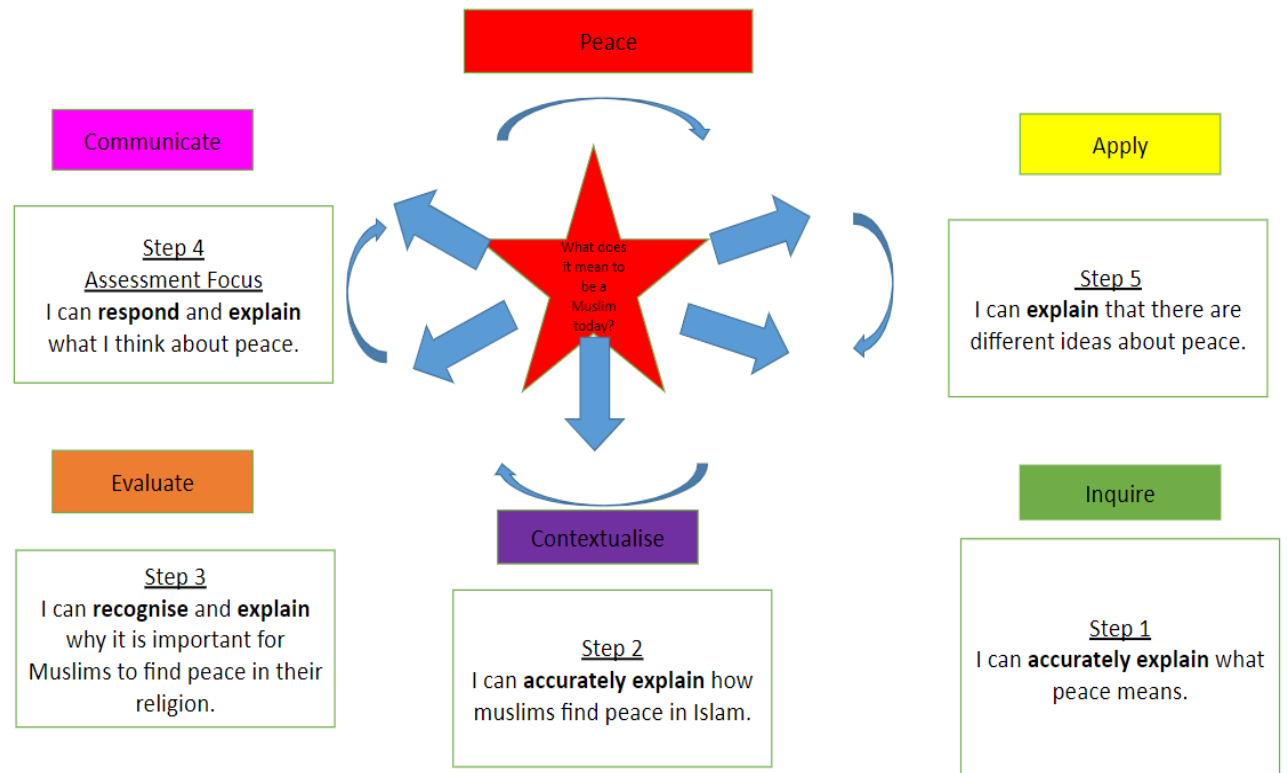 Peace
Communicate
Apply
Step 4
Assessment Focus
I can respond and explain
what I think about peace.
What does
it mean to
be a
Muslim
today?
Step 5
I can explain that there are
different ideas about peace.
Evaluate
Contextualise
Inquire
Step 3
I can recognise and explain
why it is important for
Muslims to find peace in their
religion.
Step 2
I can accurately explain how
muslims find peace in Islam.
Step 1
I can accurately explain what
peace means.